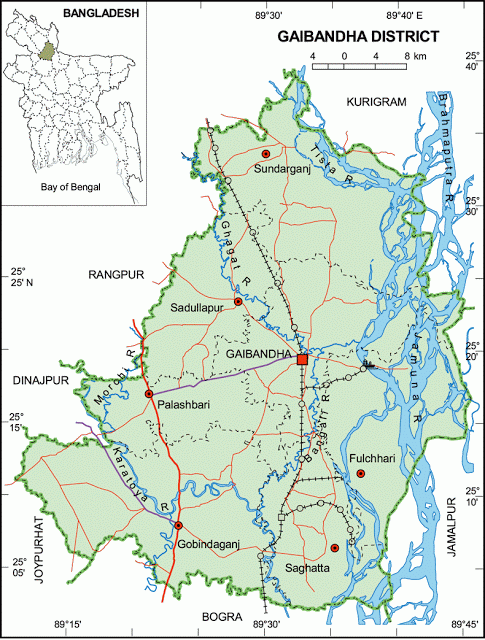 89°30'
89°40' E
BANGLADESH
Bay of Bengal
GAIBANDHA DISTRICT
4 0 4 8 km
25°
40'
KURIGRAM
Brahmaputra R
Tista R
Sundarganj
25°
30'
Ghagat R
25°
25' N
RANGPUR
Sadullapur
GAIBANDHA
25°
20'
Jamuna R
Morobi R
DINAJPUR
Palashbari
25°
15'
Bangali R
Karatoya R
Fulchhari
25°
10'
Gobindaganj
JAMALPUR
JOYPURHAT
25°
05'
Saghatta
BOGRA
89°15'
89°30'
89°45'